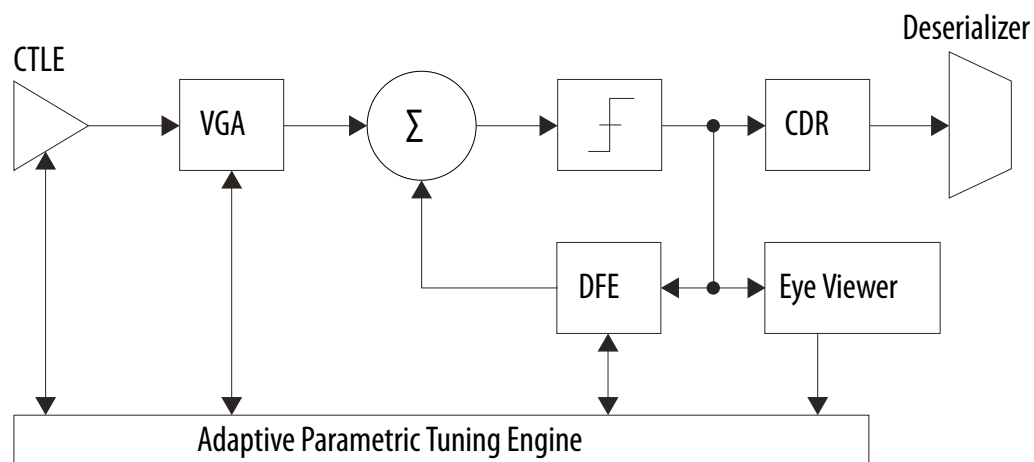 Deserializer
CTLE
VGA
Σ
CDR
DFE
Eye Viewer
Adaptive Parametric Tuning Engine